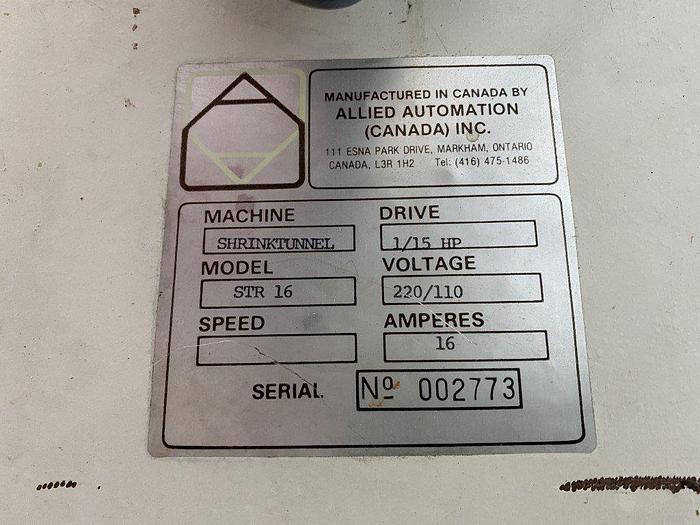 MANUFACTURED IN CANADA BY
ALLIED AUTOMATION
(CANADA) INC.
111 ESNA PARK DRIVE, MARKHAM, ONTARIO
CANADA, L3R 1H2 Tel: (416) 475-1486
MACHINE DRIVE
SHRINKTUNNEL 1/15 HP
MODEL VOLTAGE
STR 16 220/110
SPEED AMPERES
16
SERIAL Nº 002773